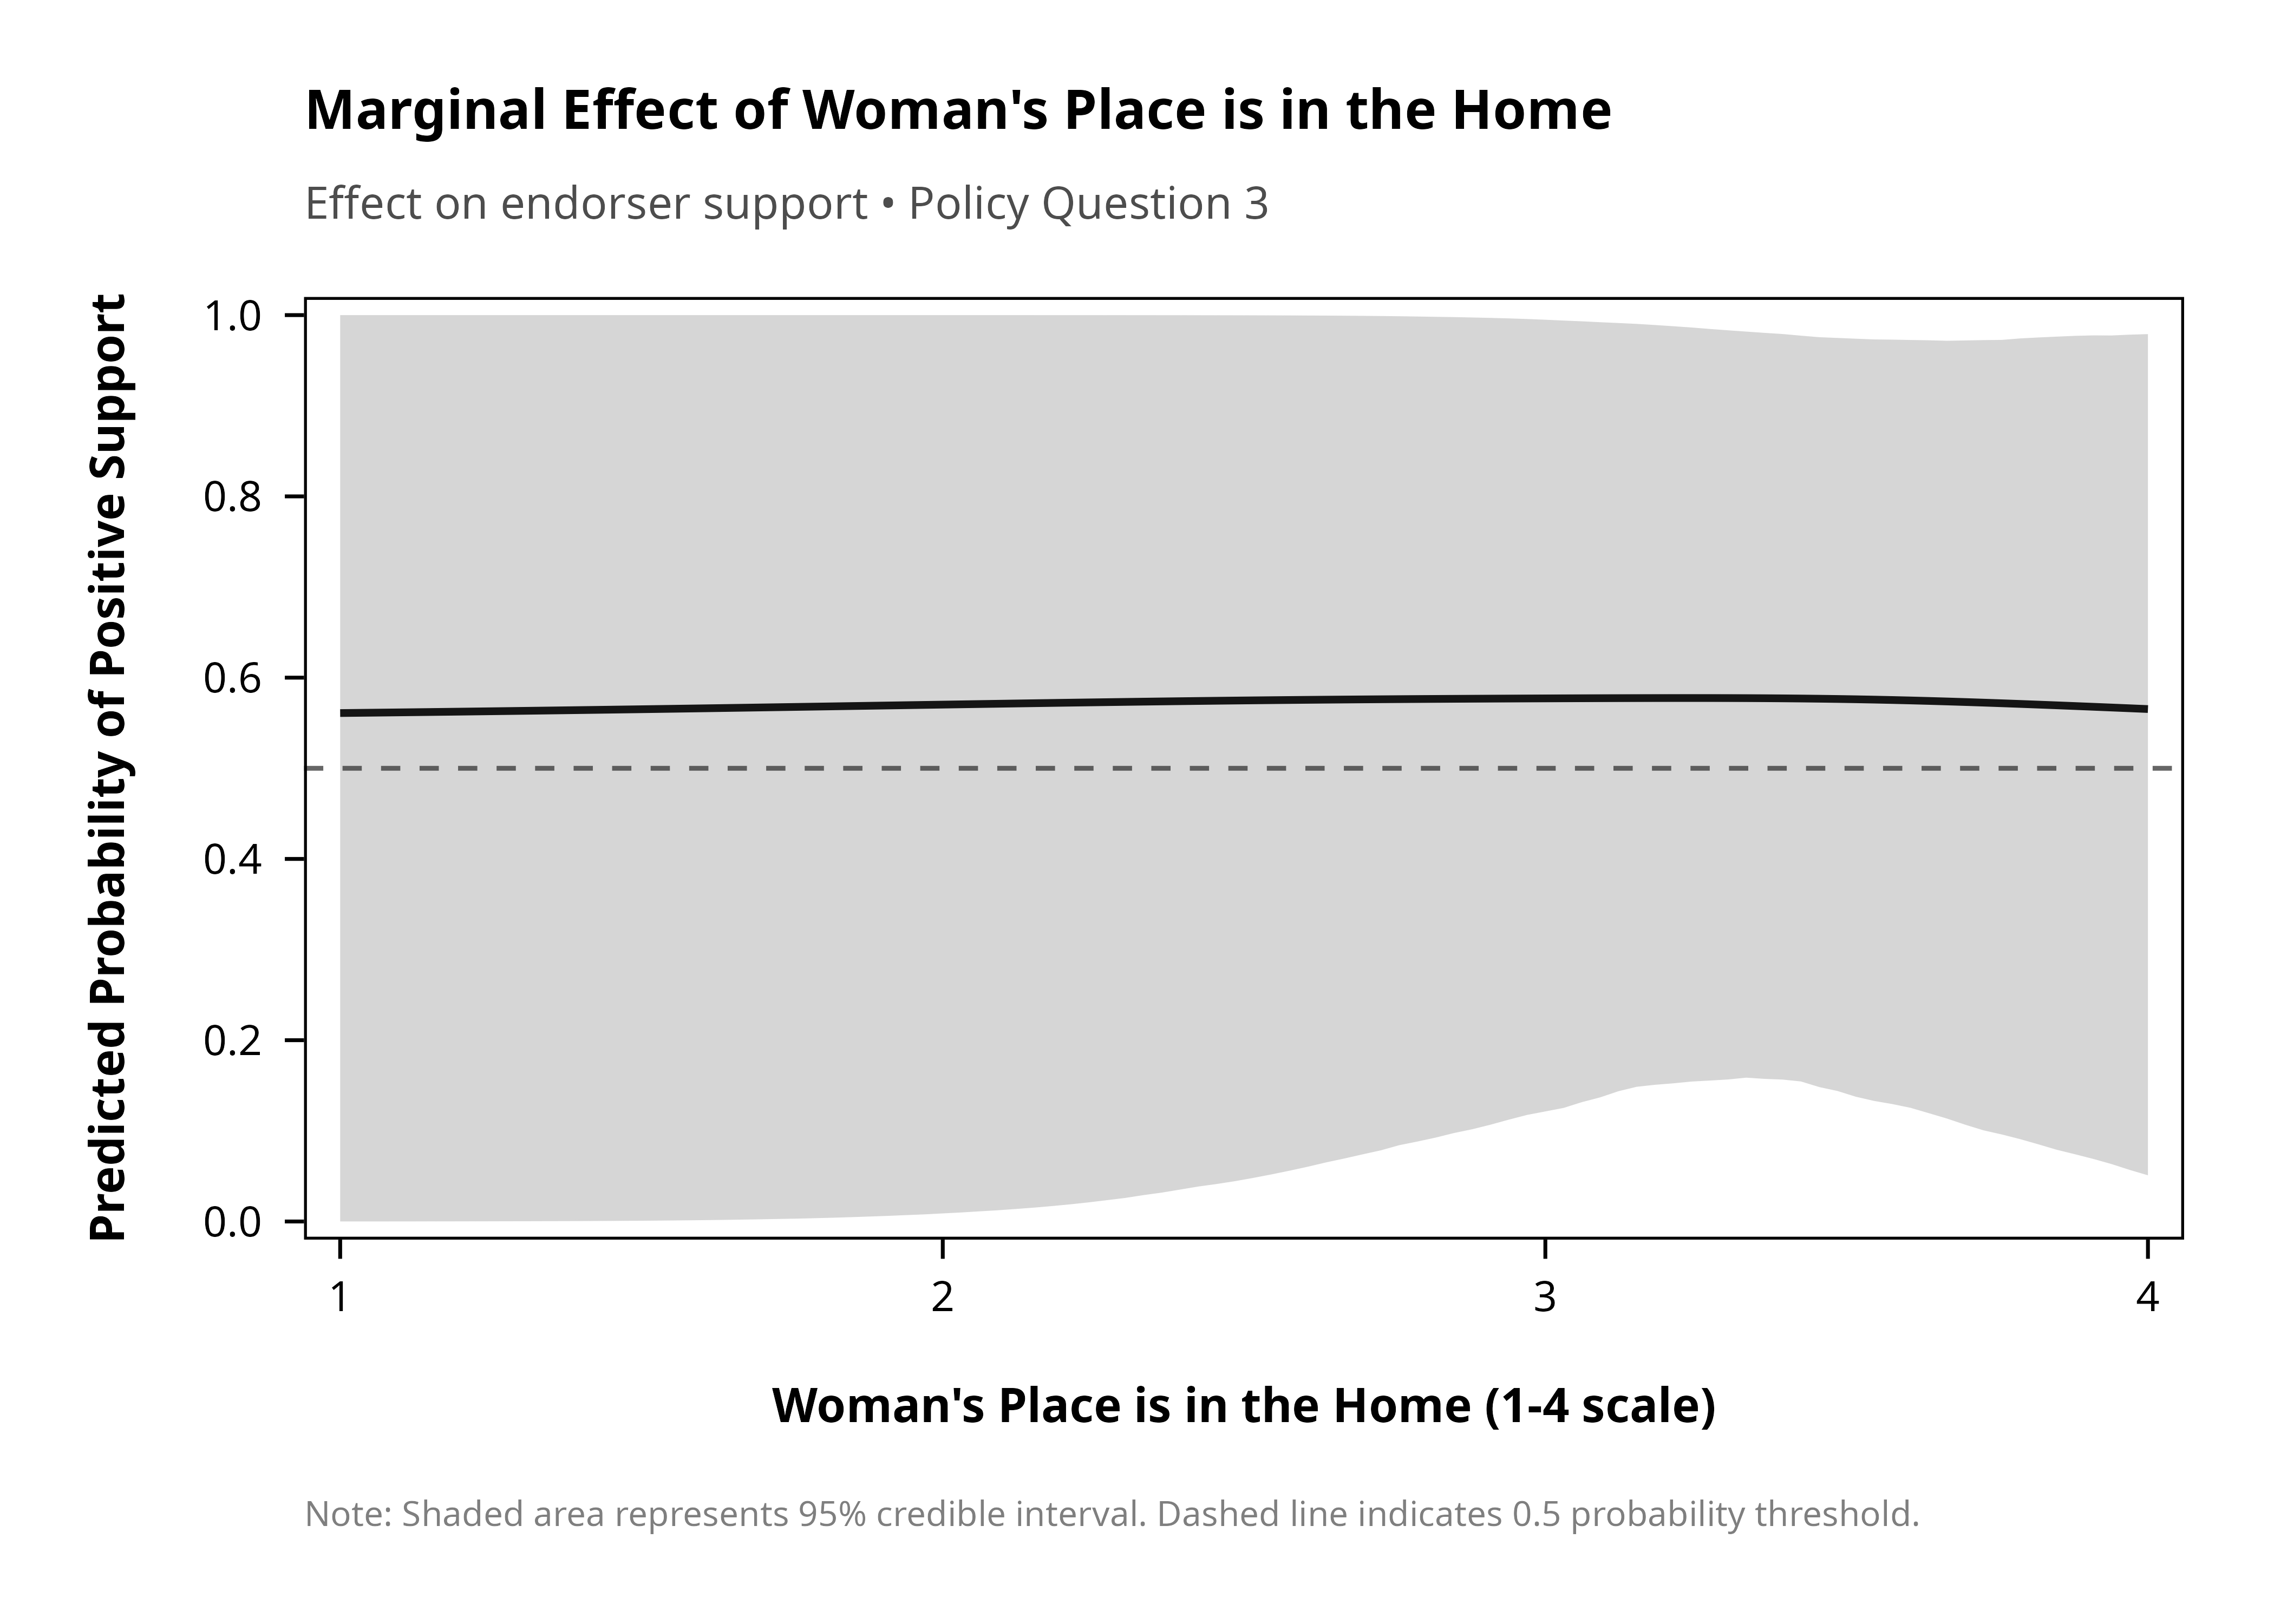 Marginal Effect of Woman's Place is in the Home
Effect on endorser support • Policy Question 3
Predicted Probability of Positive Support
1.0
0.8
0.6
0.4
0.2
0.0
1
2
3
4
Woman's Place is in the Home (1-4 scale)
Note: Shaded area represents 95% credible interval. Dashed line indicates 0.5 probability threshold.